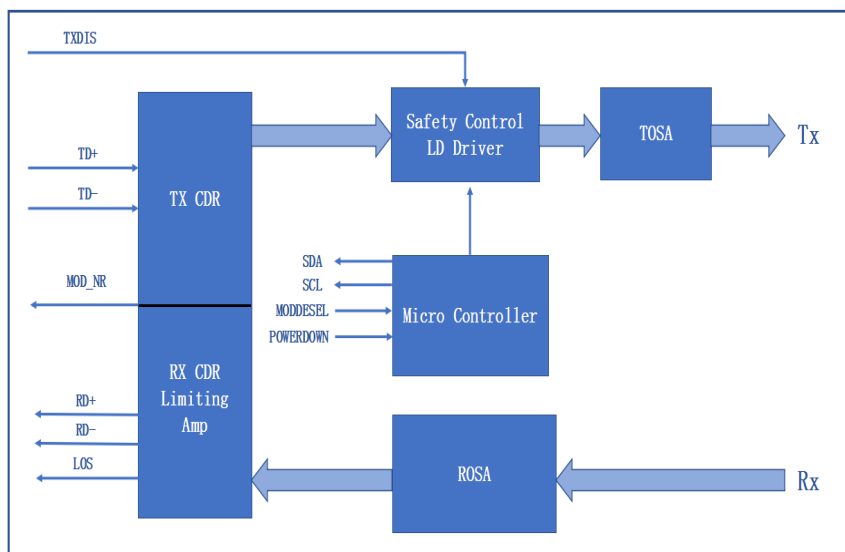 TXDIS
Safety Control
LD Driver
TOSA
Tx
TD+
TD-
TX CDR
MOD_NR
SDA
SCL
MODDESEL
POWERDOWN
Micro Controller
RX CDR
Limiting
Amp
RD+
RD-
LOS
ROSA
Rx